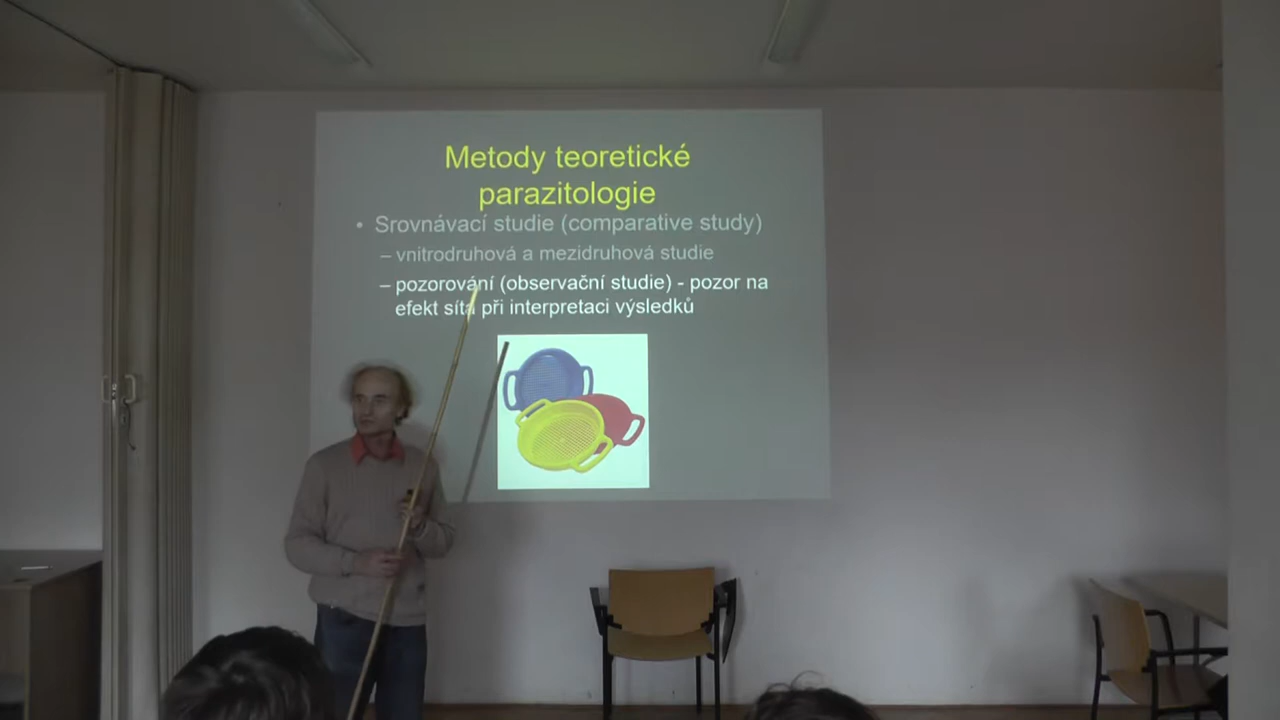 Metody teoretické
parazitologie
• Srovnávací studie (comparative study)
– vnitrodruhová a mezidruhová studie
– pozorování (observační studie) - pozor na
efekt síta při interpretaci výsledků